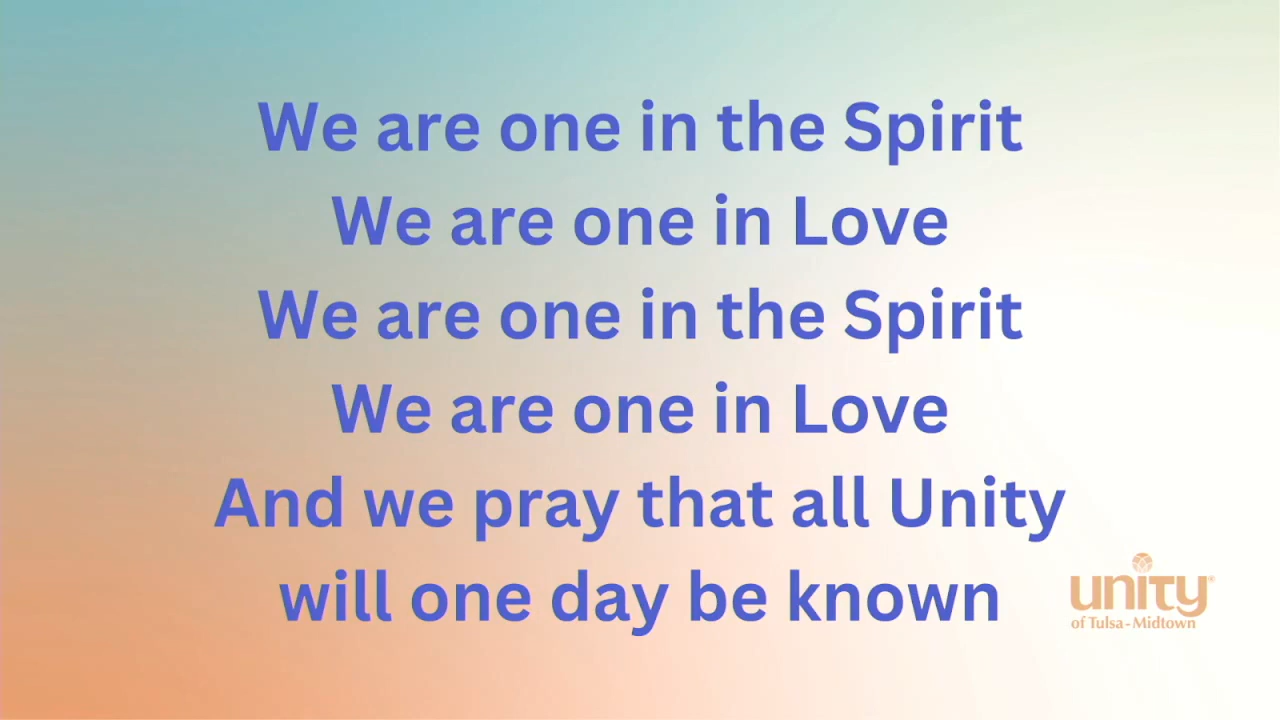 We are one in the Spirit
We are one in Love
We are one in the Spirit
We are one in Love
And we pray that all Unity
will one day be known
unity®
of Tulsa-Midtown